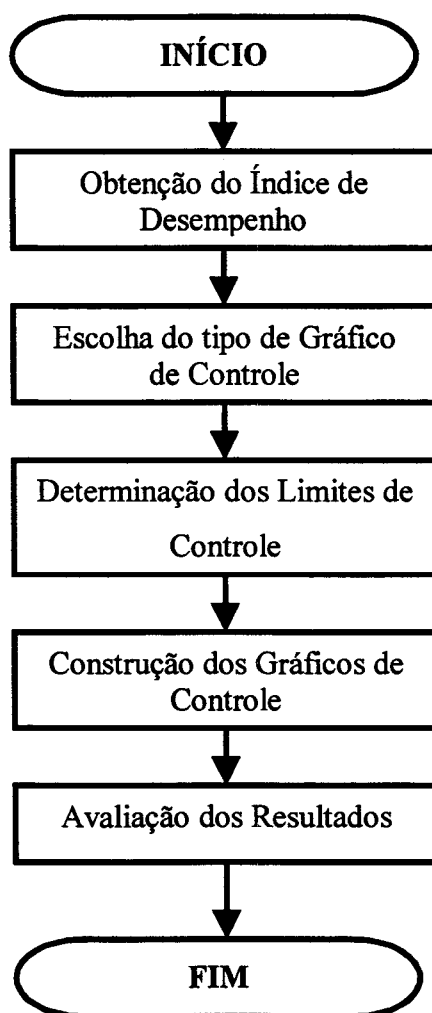 INÍCIO
Obtenção do Índice de
Desempenho
Escolha do tipo de Gráfico
de Controle
Determinação dos Limites de
Controle
Construção dos Gráficos de
Controle
Avaliação dos Resultados
FIM